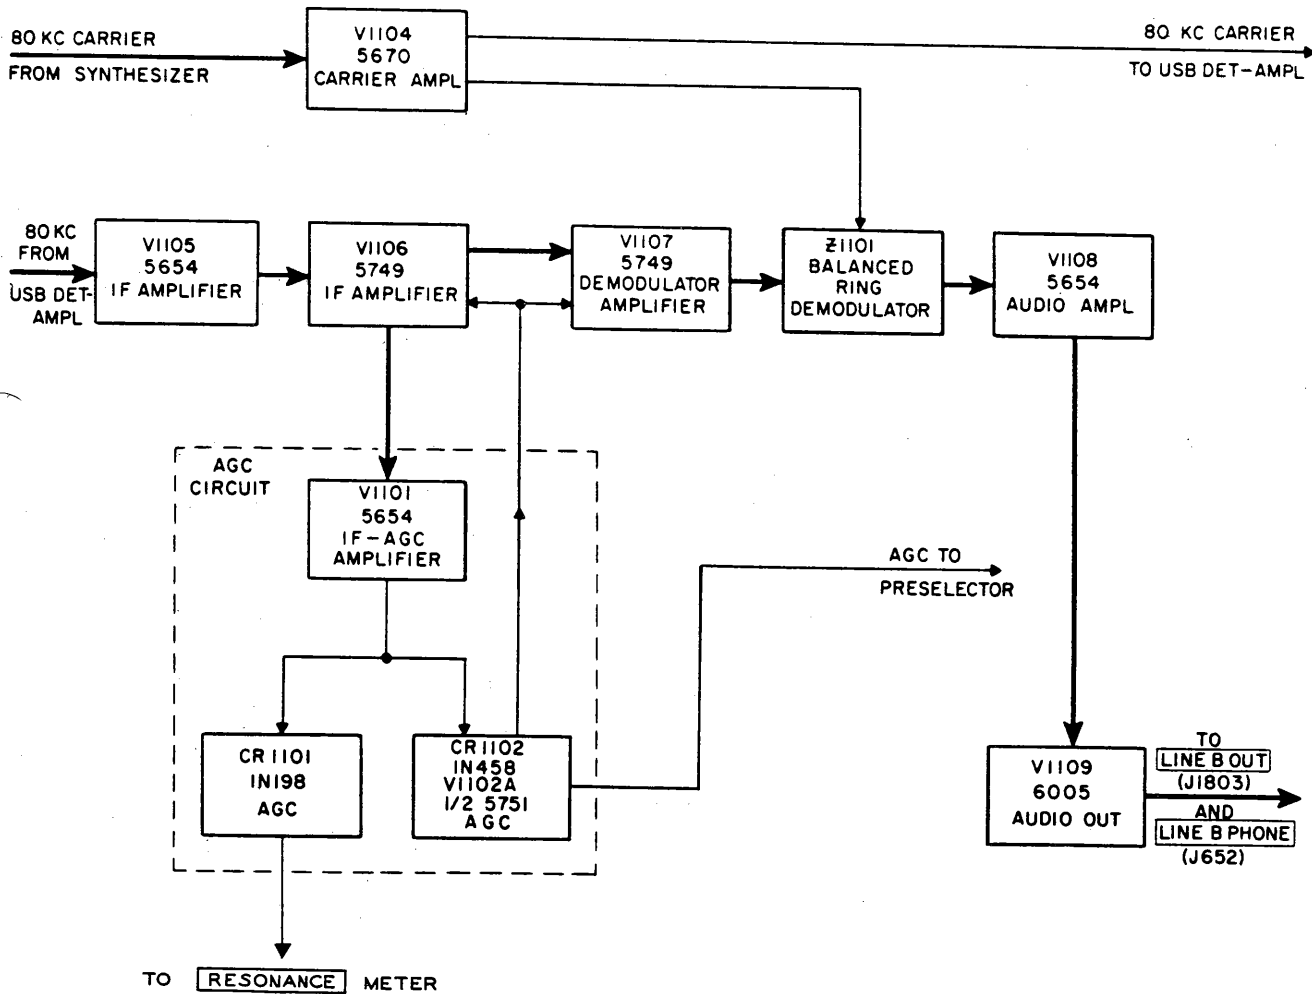 80 KC CARRIER
FROM SYNTHESIZER
V1104
5670
CARRIER AMPL
80 KC CARRIER
TO USB DET-AMPL
80 KC
FROM
USB DET-
AMPL
V1105
5654
IF AMPLIFIER
V1106
5749
IF AMPLIFIER
V1107
5749
DEMODULATOR
AMPLIFIER
Z1101
BALANCED
RING
DEMODULATOR
V1108
5654
AUDIO AMPL
AGC
CIRCUIT
V1101
5654
IF-AGC
AMPLIFIER
AGC TO
PRESELECTOR
CR1101
IN198
AGC
CR1102
IN458
V1102A
1/2 5751
AGC
V1109
6005
AUDIO OUT
TO
LINE B OUT
(J1803)
AND
LINE B PHONE
(J652)
TO RESONANCE METER